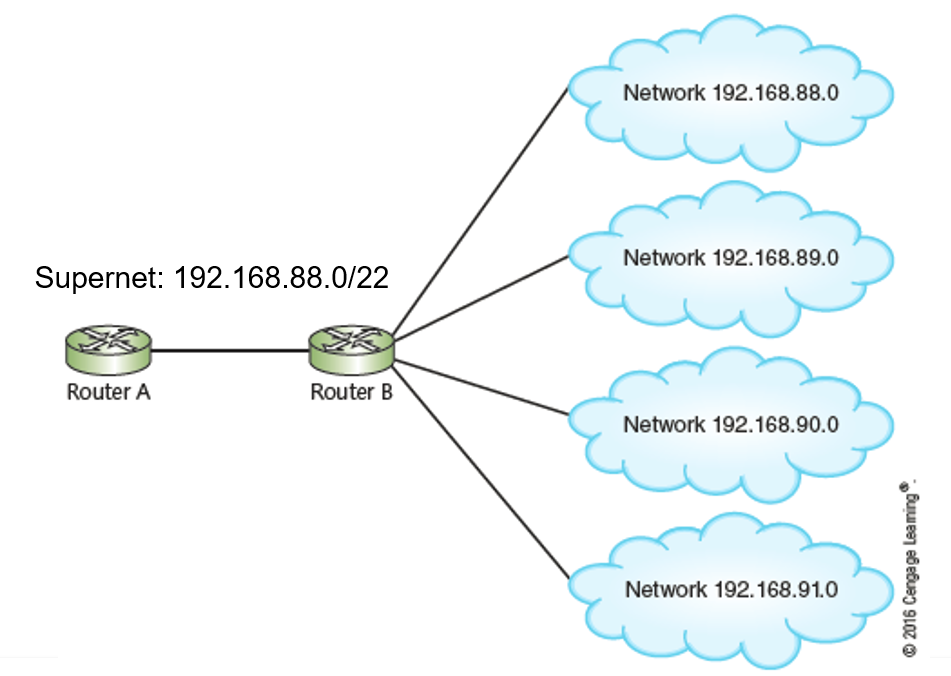 Network 192.168.88.0
Network 192.168.89.0
Supernet: 192.168.88.0/22
Router A
Router B
Network 192.168.90.0
Network 192.168.91.0
© 2016 Cengage Learning®.